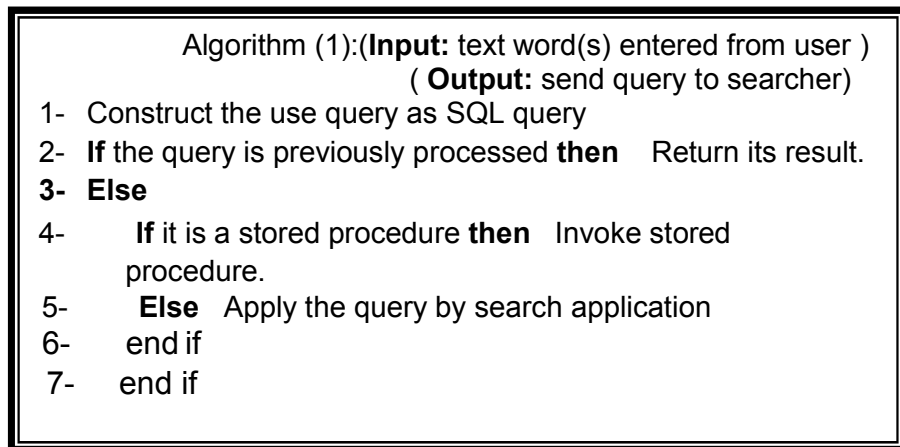 Algorithm (1):(Input: text word(s) entered from user )
( Output: send query to searcher)
1- Construct the use query as SQL query
2- If the query is previously processed then Return its result.
3- Else
4- If it is a stored procedure then Invoke stored
procedure.
5- Else Apply the query by search application
6- end if
7- end if